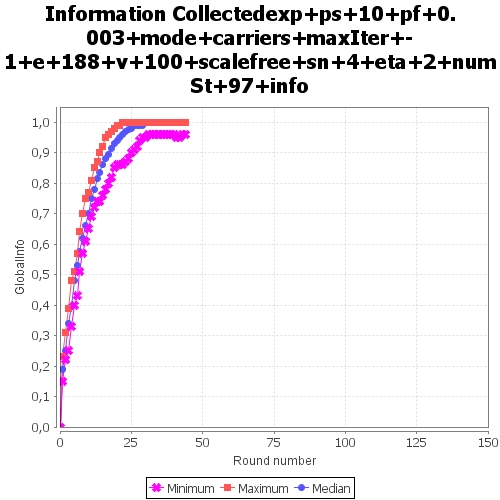 Information Collectedexp+ps+10+pf+0.
003+mode+carriers+maxIter+-
1+e+188+v+100+scalefree+sn+4+eta+2+num
St+97+info
1,0
0,9
0,8
0,7
0,6
0,5
0,4
0,3
0,2
0,1
0,0
GlobalInfo
0 25 50 75 100 125 150
Round number
Minimum Maximum Median